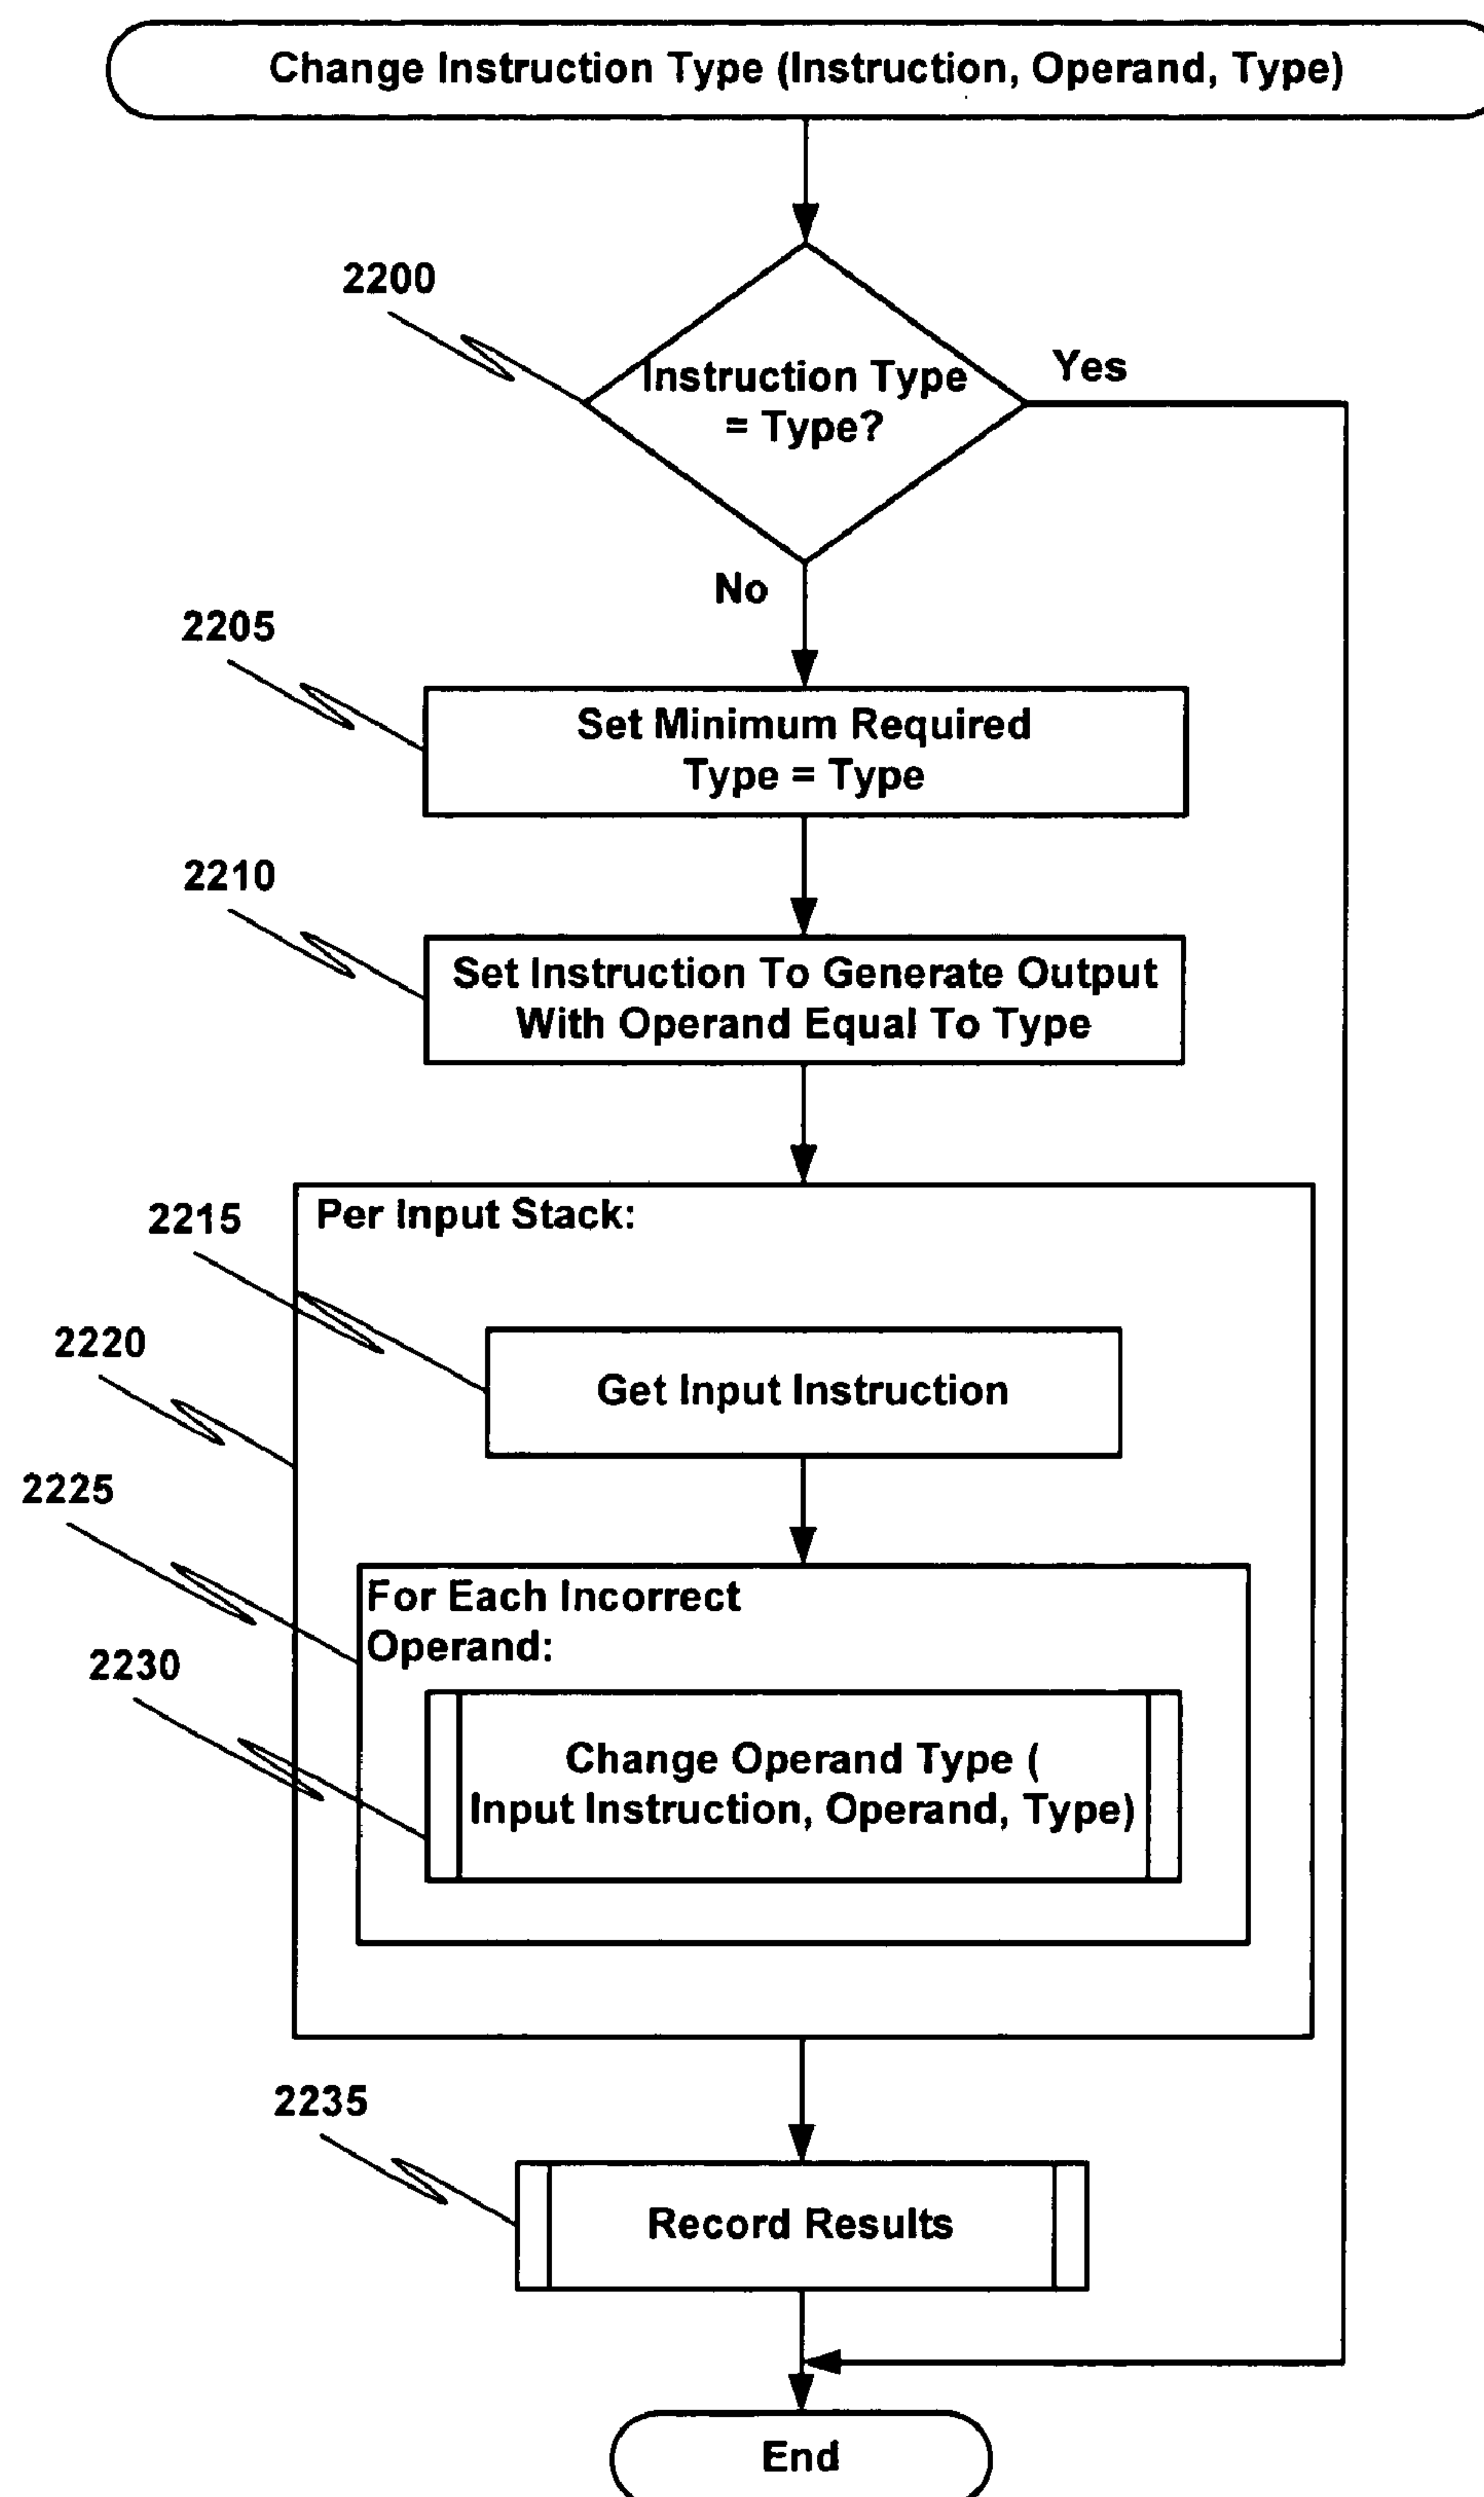 Change Instruction Type (Instruction, Operand, Type)
2200
Instruction Type
= Type?
Yes
No
2205
Set Minimum Required
Type = Type
2210
Set Instruction To Generate Output
With Operand Equal To Type
2215
Per Input Stack:
2220
Get Input Instruction
2225
For Each Incorrect
Operand:
2230
Change Operand Type (
Input Instruction, Operand, Type)
2235
Record Results
End